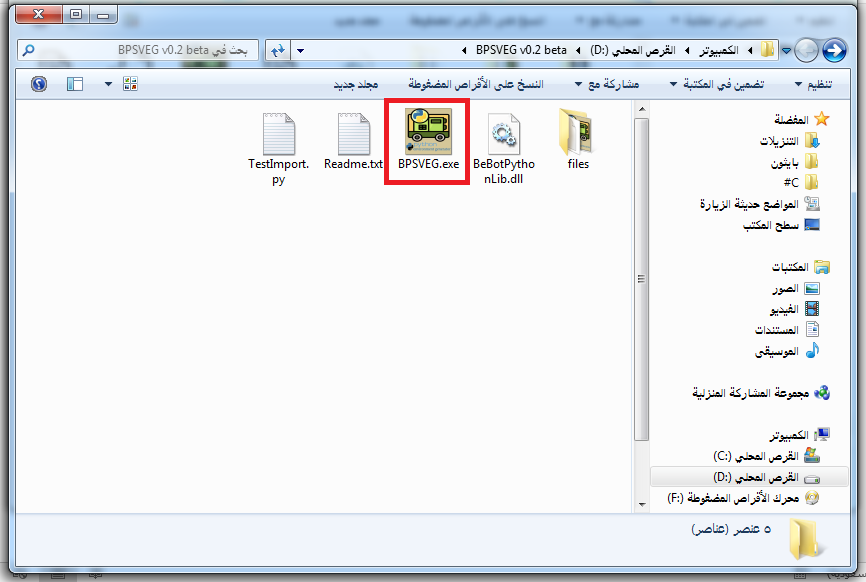 الكمبيوتر
القرص المحلي (D:)
BPSVEG v0.2 beta
بحث في BPSVEG v0.2 beta
تنظيم
تضمين في المكتبة
مشاركة مع
النسخ على الأقراص المضغوطة
مجلد جديد
المفضلة
التنزيلات
بايثون
C#
المواضع حديثة الزيارة
سطح المكتب
المكتبات
الصور
الفيديو
المستندات
الموسيقى
مجموعة المشاركة المنزلية
الكمبيوتر
القرص المحلي (C:)
القرص المحلي (D:)
محرك الأقراص المضغوطة (F:)
files
BeBotPytho
nLib.dll
BPSVEG.exe
Readme.txt
TestImport.
py
٥ عنصر (عناصر)